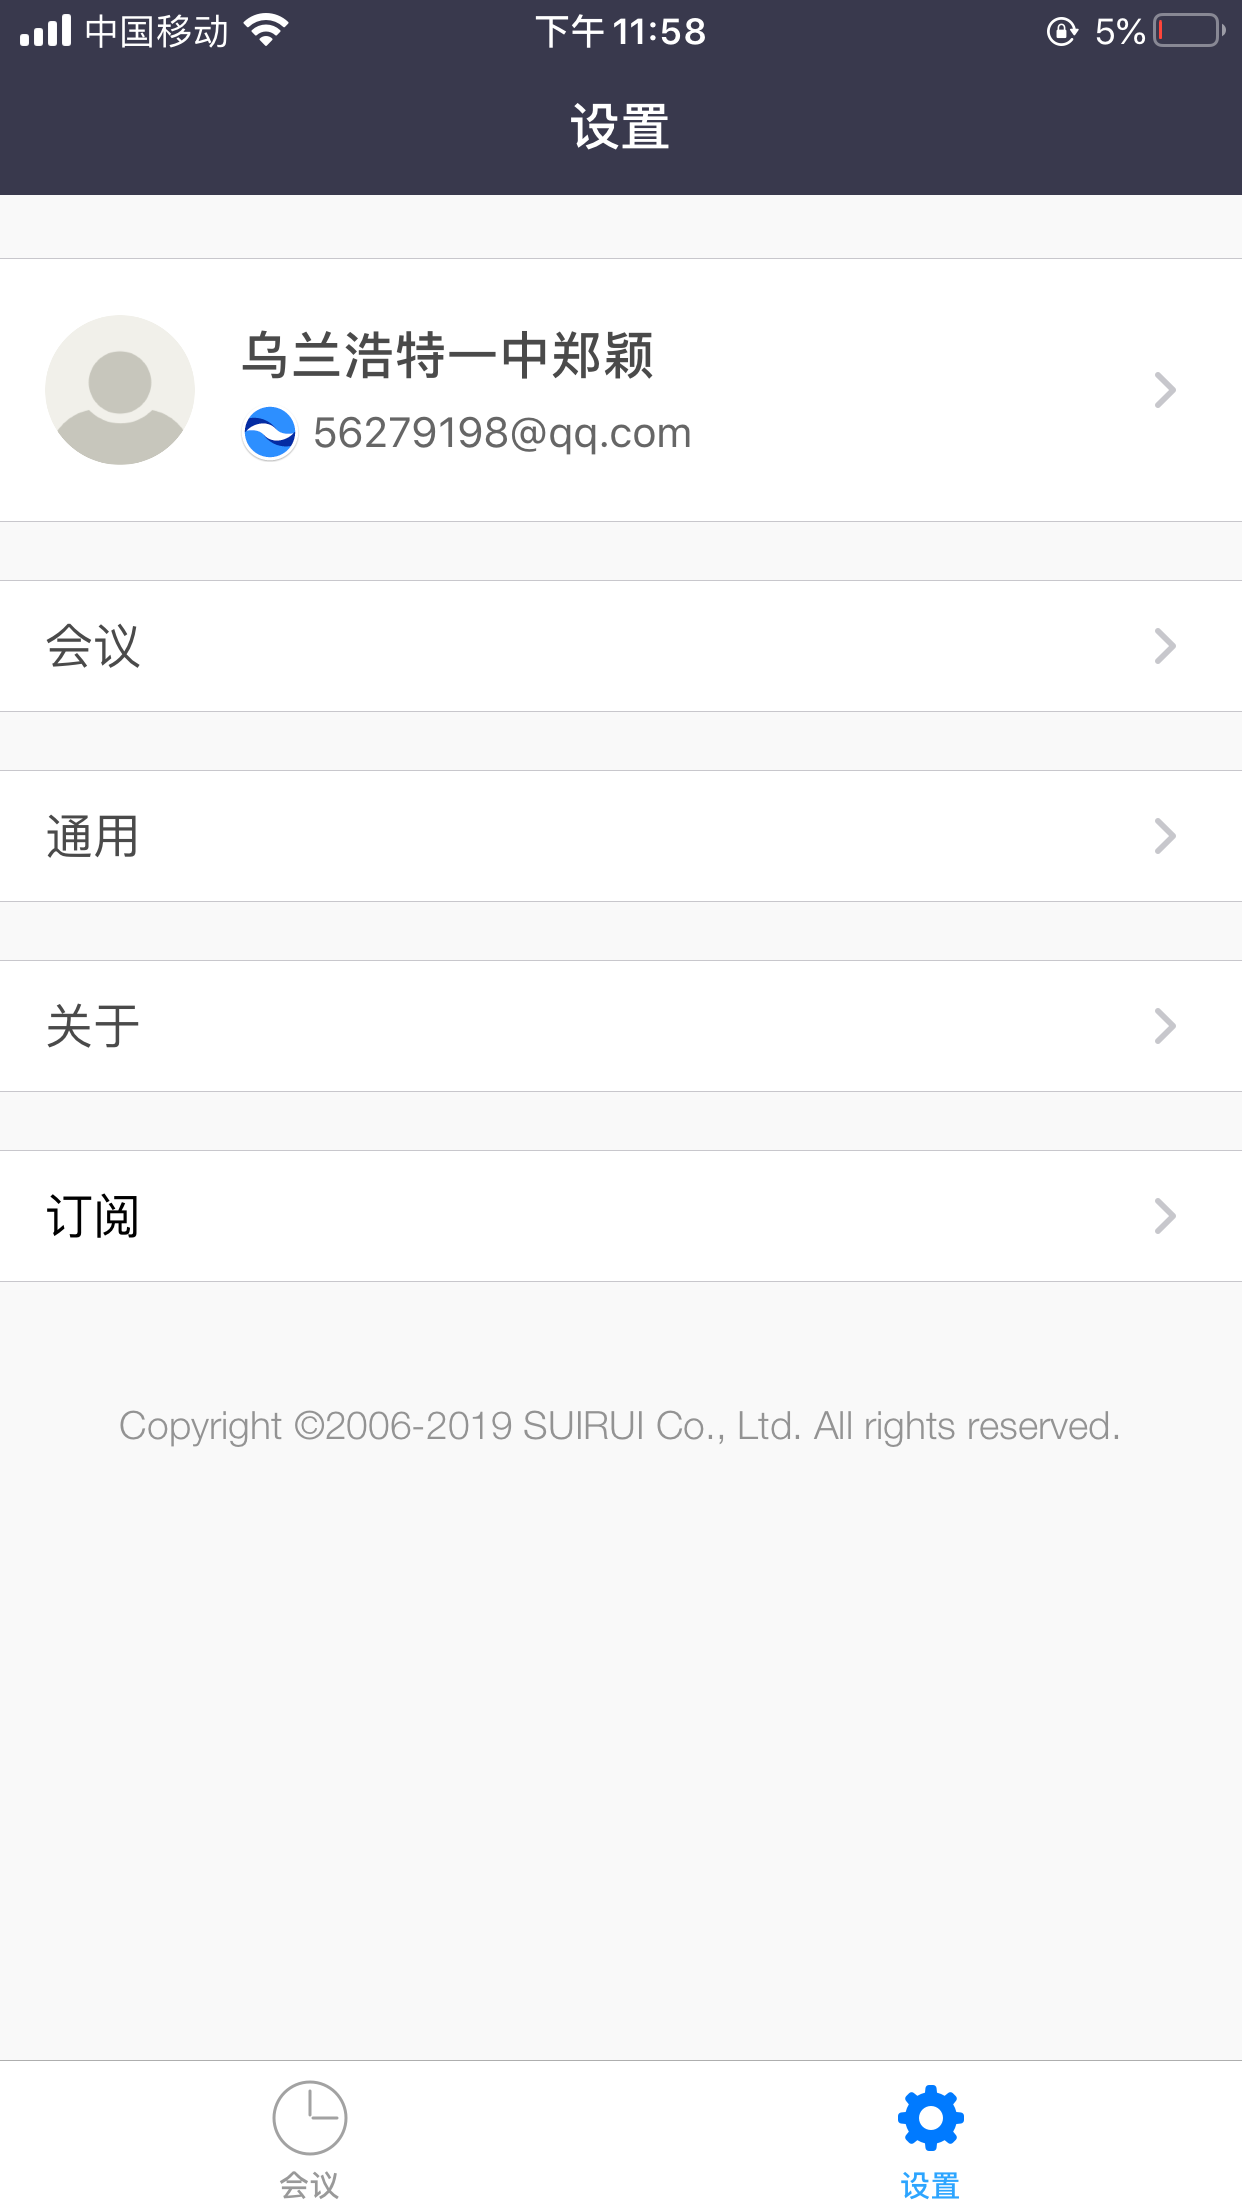 中国移动 下午 11:58 5%
设置
乌兰浩特一中郑颖
56279198@qq.com
会议
通用
关于
订阅
Copyright ©2006-2019 SUIRUI Co., Ltd. All rights reserved.
会议 设置